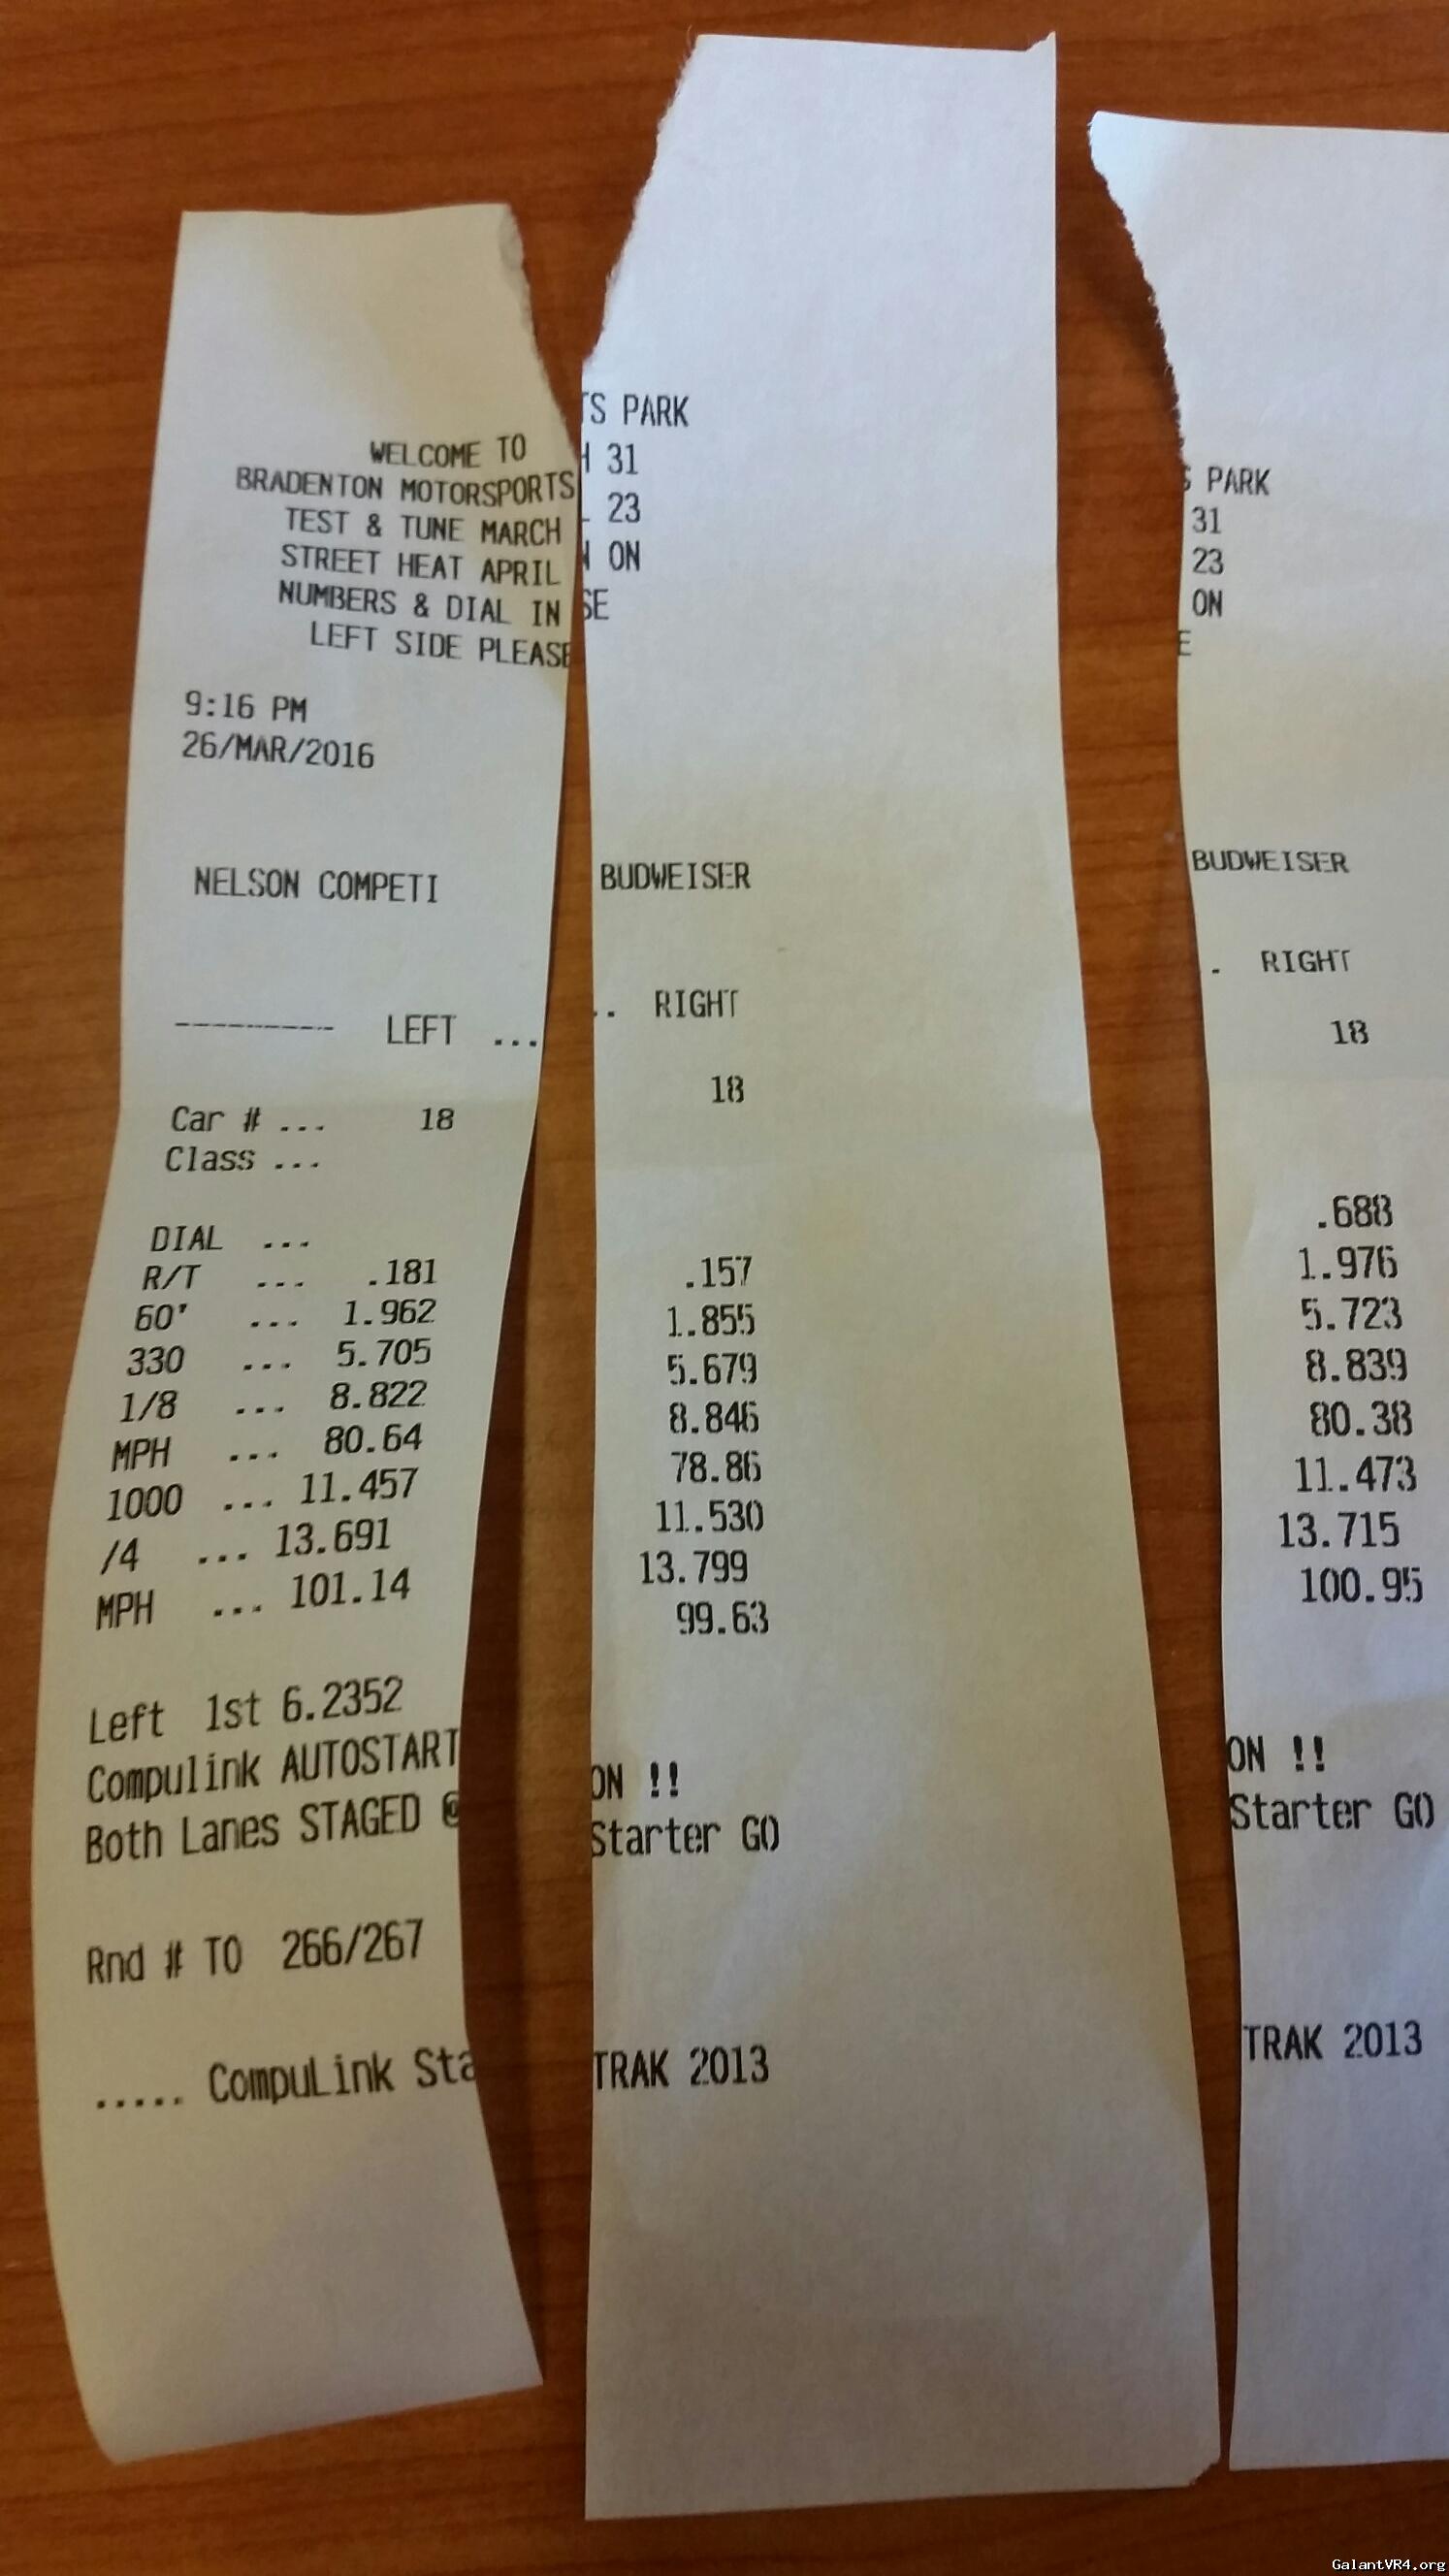 WELCOME TO
BRADENTON MOTORSPORTS
TEST & TUNE MARCH
STREET HEAT APRIL
NUMBERS & DIAL IN
LEFT SIDE PLEASE
9:16 PM
26/MAR/2016
NELSON COMPETI
--------- LEFT ...
Car # ... 18
Class ...
DIAL ...
R/T ... .181
60' ... 1.962
330 ... 5.705
1/8 ... 8.822
MPH ... 80.64
1000 ... 11.457
/4 ... 13.691
MPH ... 101.14
Left 1st 6.2352
Compulink AUTOSTART
Both Lanes STAGED @
Rnd # TO 266/267
..... CompuLink Sta
TS PARK
H 31
L 23
N ON
SE
BUDWEISER
.. RIGHT
18
.157
1.855
5.679
8.846
78.86
11.530
13.799
99.63
ON !!
Starter GO
TRAK 2013
S PARK
31
23
ON
E
BUDWEISER
. RIGHT
18
.688
1.976
5.723
8.839
80.38
11.473
13.715
100.95
ON !!
Starter GO
TRAK 2013
GalantVR4.org